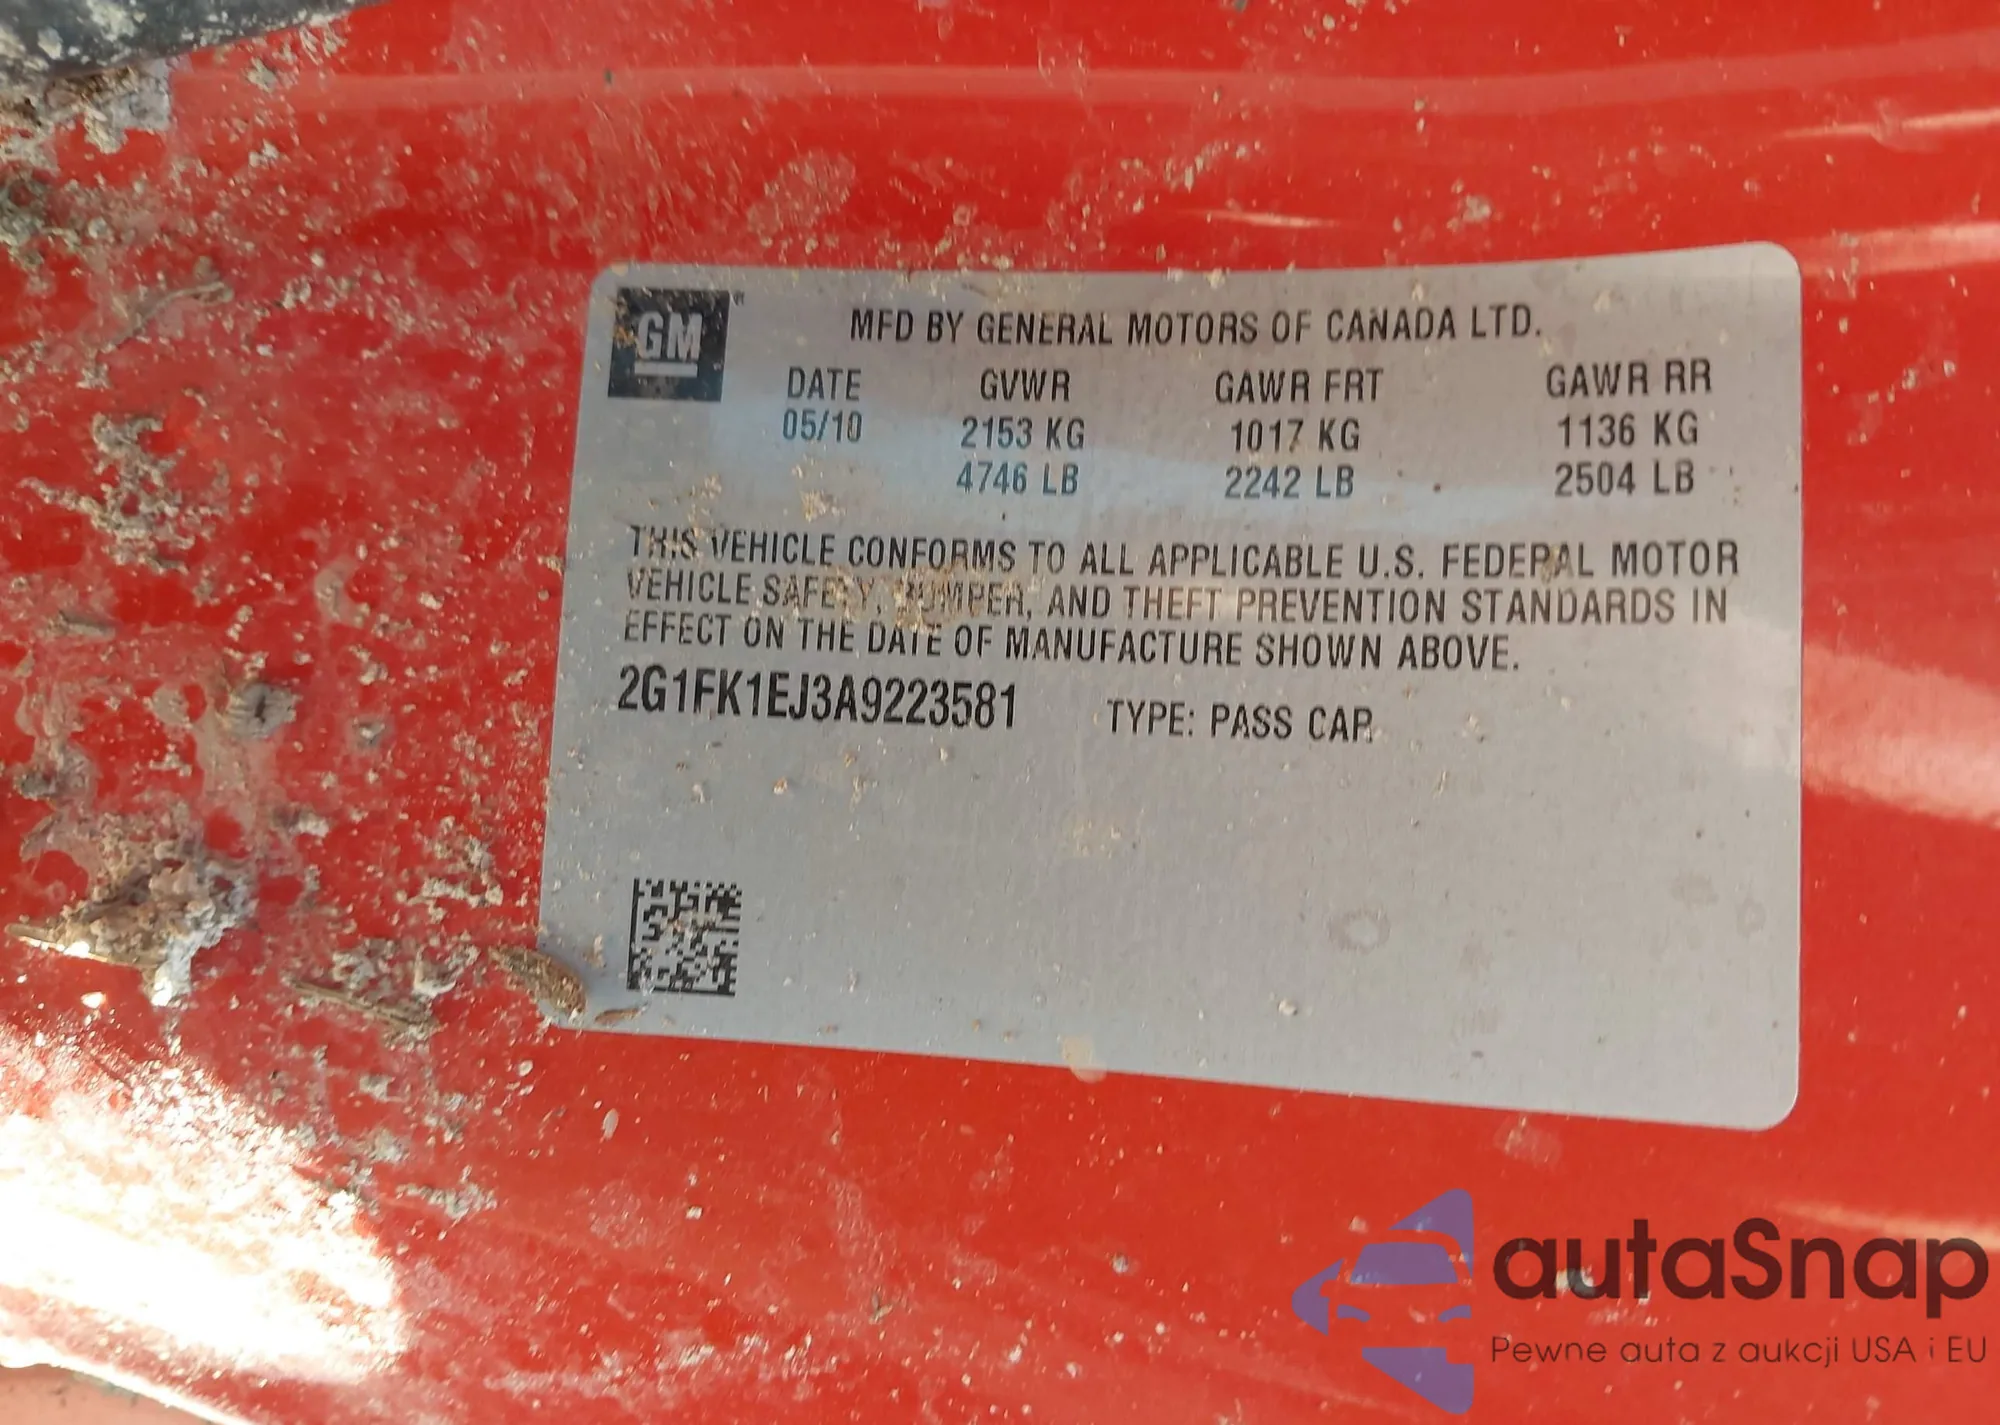 GM
MFD BY GENERAL MOTORS OF CANADA LTD.
DATE GVWR GAWR FRT GAWR RR
05/10 2153 KG 1017 KG 1136 KG
4746 LB 2242 LB 2504 LB
THIS VEHICLE CONFORMS TO ALL APPLICABLE U.S. FEDERAL MOTOR
VEHICLE SAFETY, BUMPER, AND THEFT PREVENTION STANDARDS IN
EFFECT ON THE DATE OF MANUFACTURE SHOWN ABOVE.
2G1FK1EJ3A9223581 TYPE: PASS CAR
autaSnap
Pewne auta z aukcji USA i EU